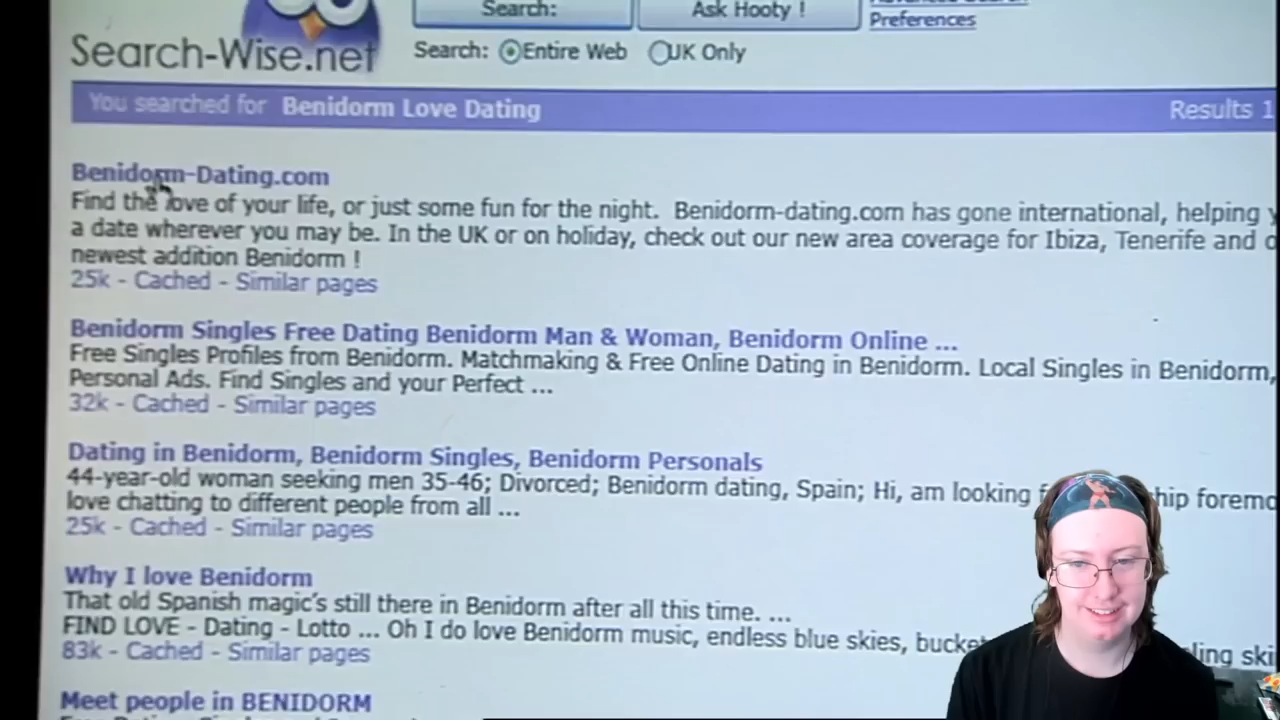 Search: Ask Hooty !
Preferences
Search-Wise.net
Search: Entire Web UK Only
You searched for Benidorm Love Dating Results 1
Benidorm-Dating.com
Find the love of your life, or just some fun for the night. Benidorm-dating.com has gone international, helping
a date wherever you may be. In the UK or on holiday, check out our new area coverage for Ibiza, Tenerife and
newest addition Benidorm !
25k - Cached - Similar pages
Benidorm Singles Free Dating Benidorm Man & Woman, Benidorm Online ...
Free Singles Profiles from Benidorm. Matchmaking & Free Online Dating in Benidorm. Local Singles in Benidorm,
Personal Ads. Find Singles and your Perfect ...
32k - Cached - Similar pages
Dating in Benidorm, Benidorm Singles, Benidorm Personals
44-year-old woman seeking men 35-46; Divorced; Benidorm dating, Spain; Hi, am looking
love chatting to different people from all ...
25k - Cached - Similar pages
Why I love Benidorm
That old Spanish magic's still there in Benidorm after all this time. ...
FIND LOVE - Dating - Lotto ... Oh I do love Benidorm music, endless blue skies,
83k - Cached - Similar pages
Meet people in BENIDORM